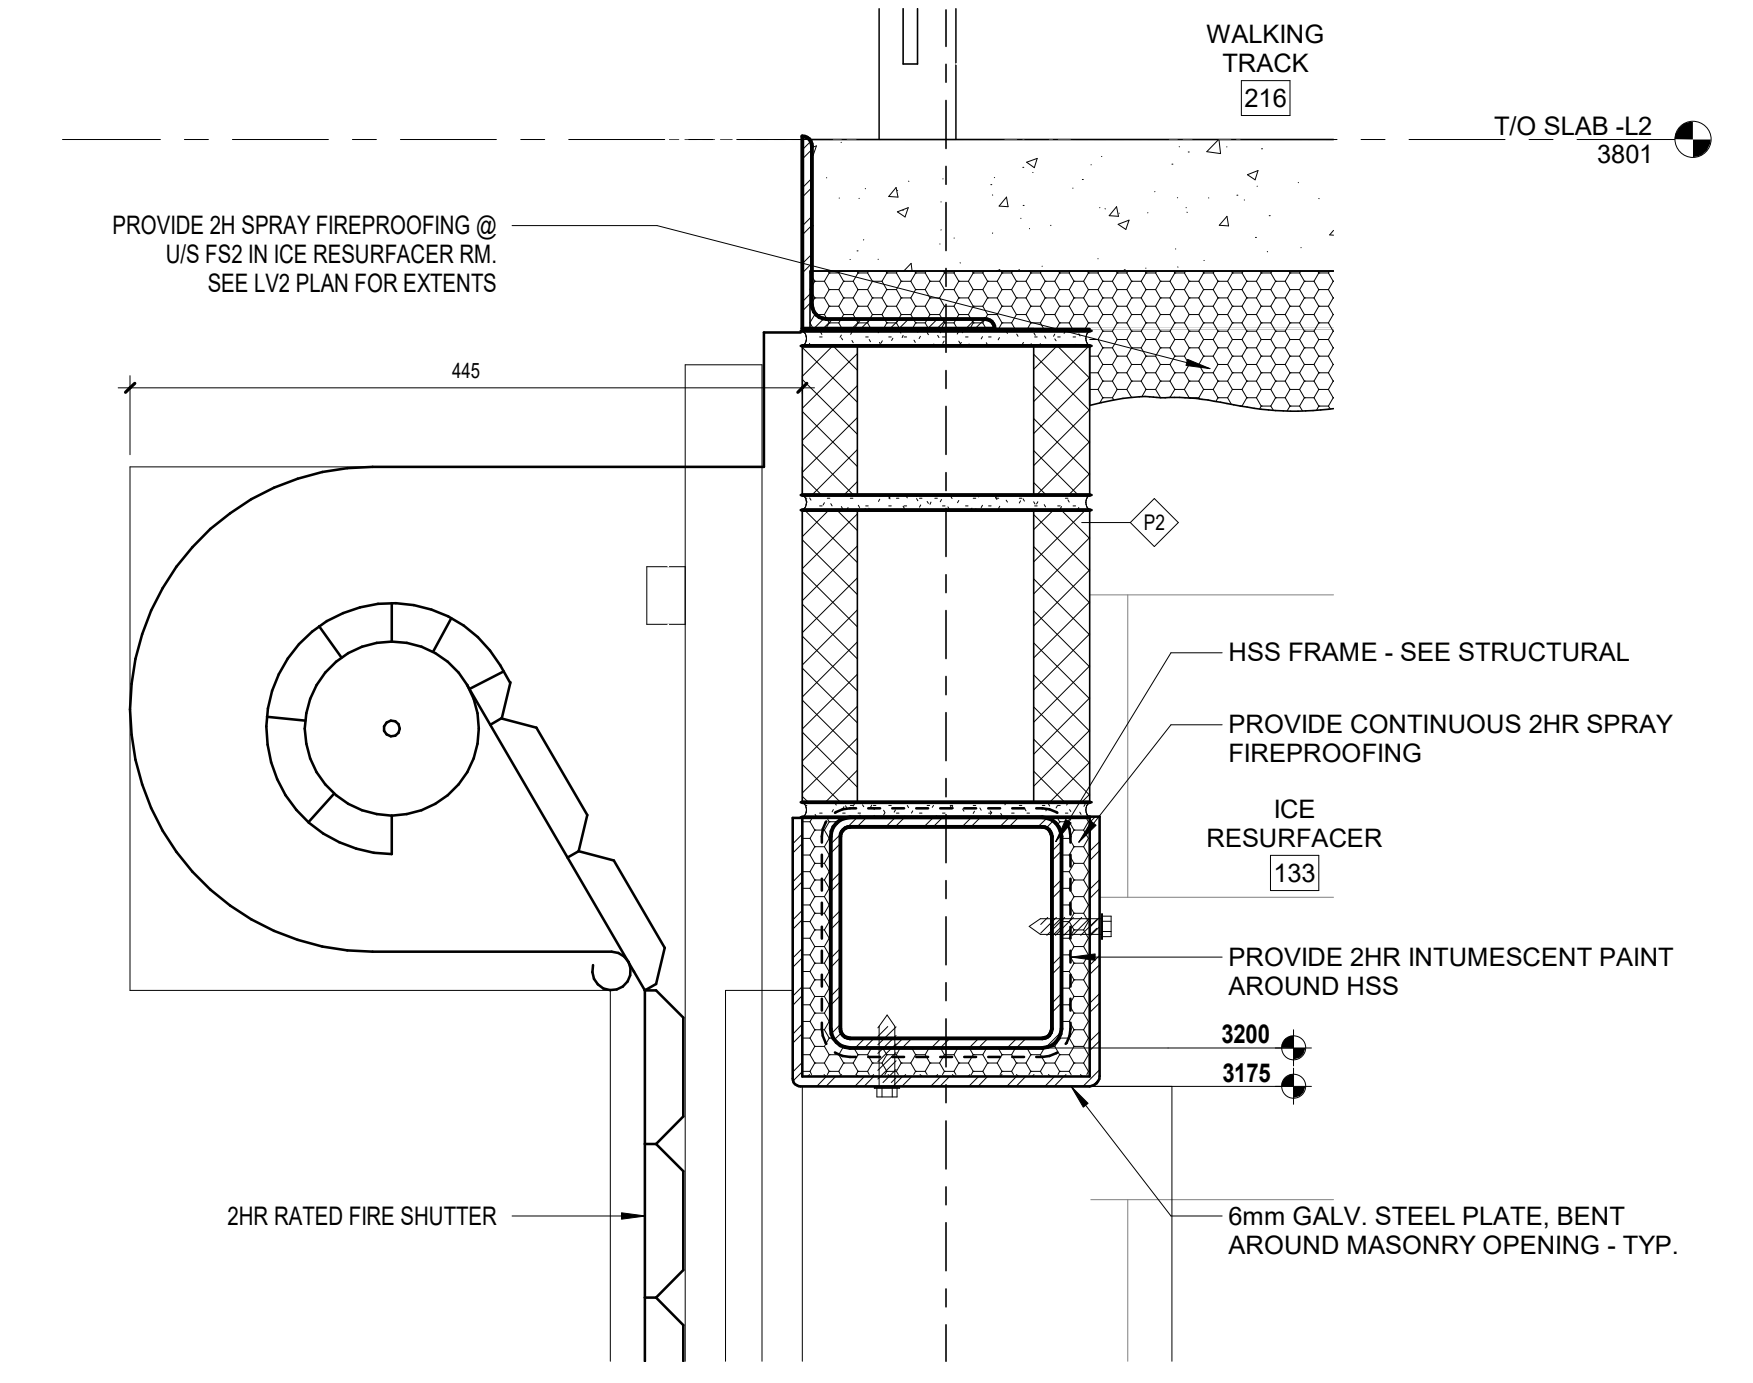 WALKING
TRACK
216
T/O SLAB -L2
3801
PROVIDE 2H SPRAY FIREPROOFING @
U/S FS2 IN ICE RESURFACER RM.
SEE LV2 PLAN FOR EXTENTS
445
P2
HSS FRAME - SEE STRUCTURAL
PROVIDE CONTINUOUS 2HR SPRAY
FIREPROOFING
ICE
RESURFACER
133
PROVIDE 2HR INTUMESCENT PAINT
AROUND HSS
3200
3175
2HR RATED FIRE SHUTTER
6mm GALV. STEEL PLATE, BENT
AROUND MASONRY OPENING - TYP.